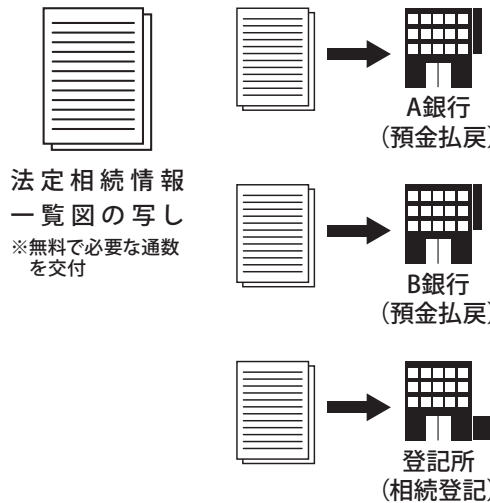 法定相続情報
一覧図の写し
※無料で必要な通数
を交付
A銀行
(預金払戻)
B銀行
(預金払戻)
登記所
(相続登記)